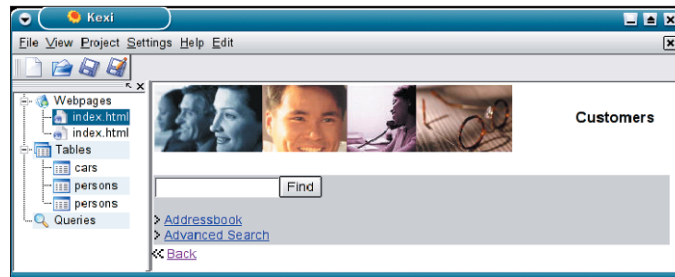 Kexi
File View Project Settings Help Edit
Webpages
index.html
index.html
Tables
cars
persons
persons
Queries
Customers
Find
> Addressbook
> Advanced Search
<< Back